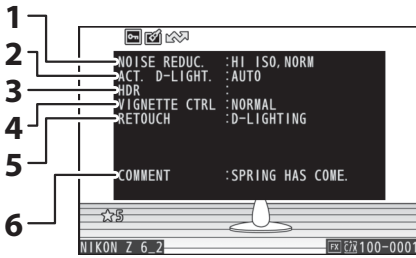 1
2
3
4
5
6
NOISE REDUC. :HI ISO, NORM
ACT. D-LIGHT. :AUTO
HDR :
VIGNETTE CTRL :NORMAL
RETOUCH :D-LIGHTING
COMMENT :SPRING HAS COME.
5
NIKON Z 6_2
FX 100-0001